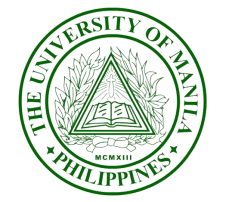 THE UNIVERSITY OF MANILA
MCMXIII
PHILIPPINES